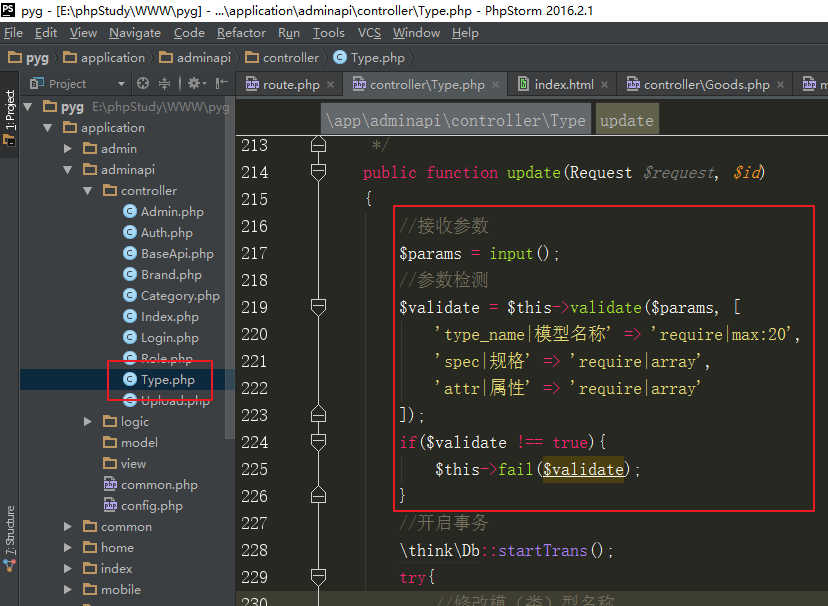 pyg - [E:\phpStudy\WWW\pyg] - ...\application\adminapi\controller\Type.php - PhpStorm 2016.2.1
File Edit View Navigate Code Refactor Run Tools VCS Window Help
pyg application adminapi controller Type.php
Project route.php controller\Type.php index.html controller\Goods.php m
1: Project
7: Structure
pyg E:\phpStudy\WWW\pyg
application
admin
adminapi
controller
Admin.php
Auth.php
BaseApi.php
Brand.php
Category.php
Index.php
Login.php
Role.php
Type.php
Upload.php
logic
model
view
common.php
config.php
common
home
index
mobile
\app\adminapi\controller\Type update
213 */
214 public function update(Request $request, $id)
215 {
216 //接收参数
217 $params = input();
218 //参数检测
219 $validate = $this->validate($params, [
220 'type_name|模型名称' => 'require|max:20',
221 'spec|规格' => 'require|array',
222 'attr|属性' => 'require|array'
223 ]);
224 if($validate !== true){
225 $this->fail($validate);
226 }
227 //开启事务
228 \think\Db::startTrans();
229 try{
230 //修改模（类）型名称